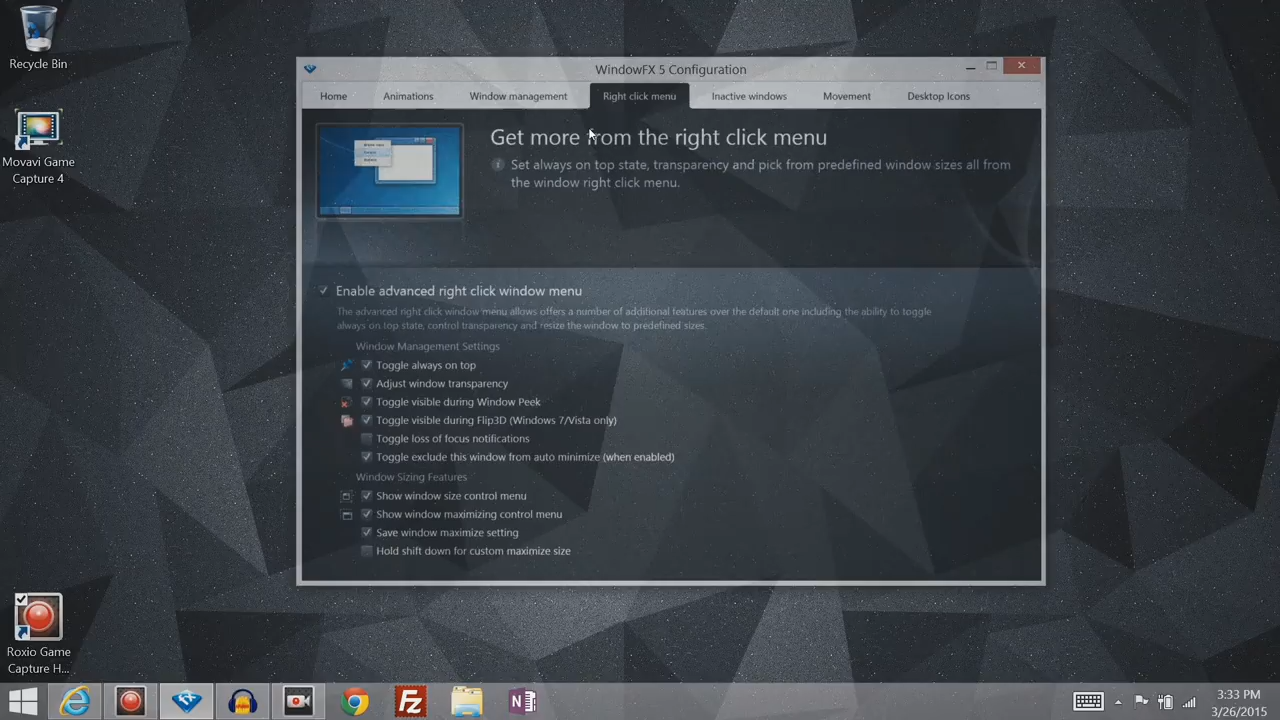 Recycle Bin
Movavi Game
Capture 4
Roxio Game
Capture H...
WindowFX 5 Configuration
Home
Animations
Window management
Right click menu
Inactive windows
Movement
Desktop Icons
Get more from the right click menu
Set always on top state, transparency and pick from predefined window sizes all from
the window right click menu.
Enable advanced right click window menu
The advanced right click window menu allows offers a number of additional features over the default one including the ability to toggle
always on top state, control transparency and resize the window to predefined sizes.
Window Management Settings
Toggle always on top
Adjust window transparency
Toggle visible during Window Peek
Toggle visible during Flip3D (Windows 7/Vista only)
Toggle loss of focus notifications
Toggle exclude this window from auto minimize (when enabled)
Window Sizing Features
Show window size control menu
Show window maximizing control menu
Save window maximize setting
Hold shift down for custom maximize size
Fz
N
3:33 PM
3/26/2015